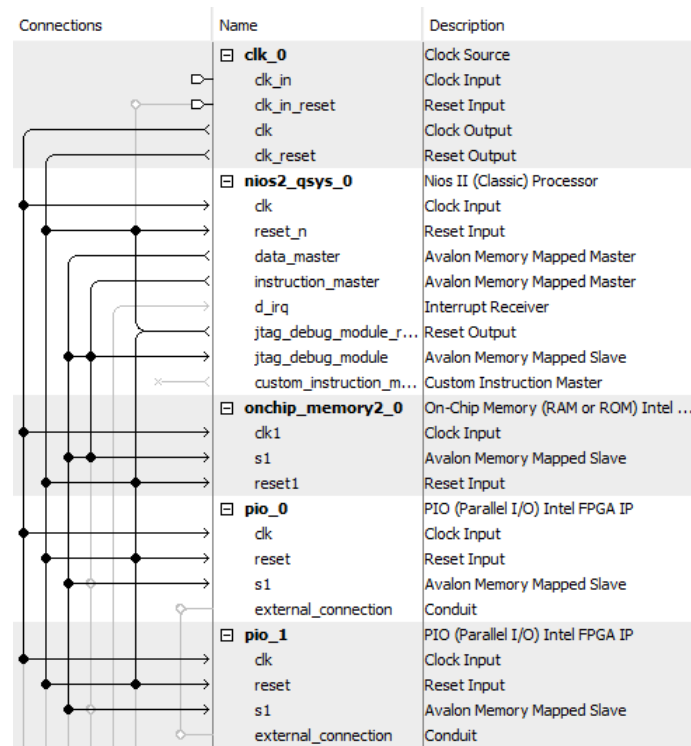 Connections Name Description
clk_0 Clock Source
clk_in Clock Input
clk_in_reset Reset Input
clk Clock Output
clk_reset Reset Output
nios2_qsys_0 Nios II (Classic) Processor
clk Clock Input
reset_n Reset Input
data_master Avalon Memory Mapped Master
instruction_master Avalon Memory Mapped Master
d_irq Interrupt Receiver
jtag_debug_module_r... Reset Output
jtag_debug_module Avalon Memory Mapped Slave
custom_instruction_m... Custom Instruction Master
onchip_memory2_0 On-Chip Memory (RAM or ROM) Intel ...
clk1 Clock Input
s1 Avalon Memory Mapped Slave
reset1 Reset Input
pio_0 PIO (Parallel I/O) Intel FPGA IP
clk Clock Input
reset Reset Input
s1 Avalon Memory Mapped Slave
external_connection Conduit
pio_1 PIO (Parallel I/O) Intel FPGA IP
clk Clock Input
reset Reset Input
s1 Avalon Memory Mapped Slave
external_connection Conduit